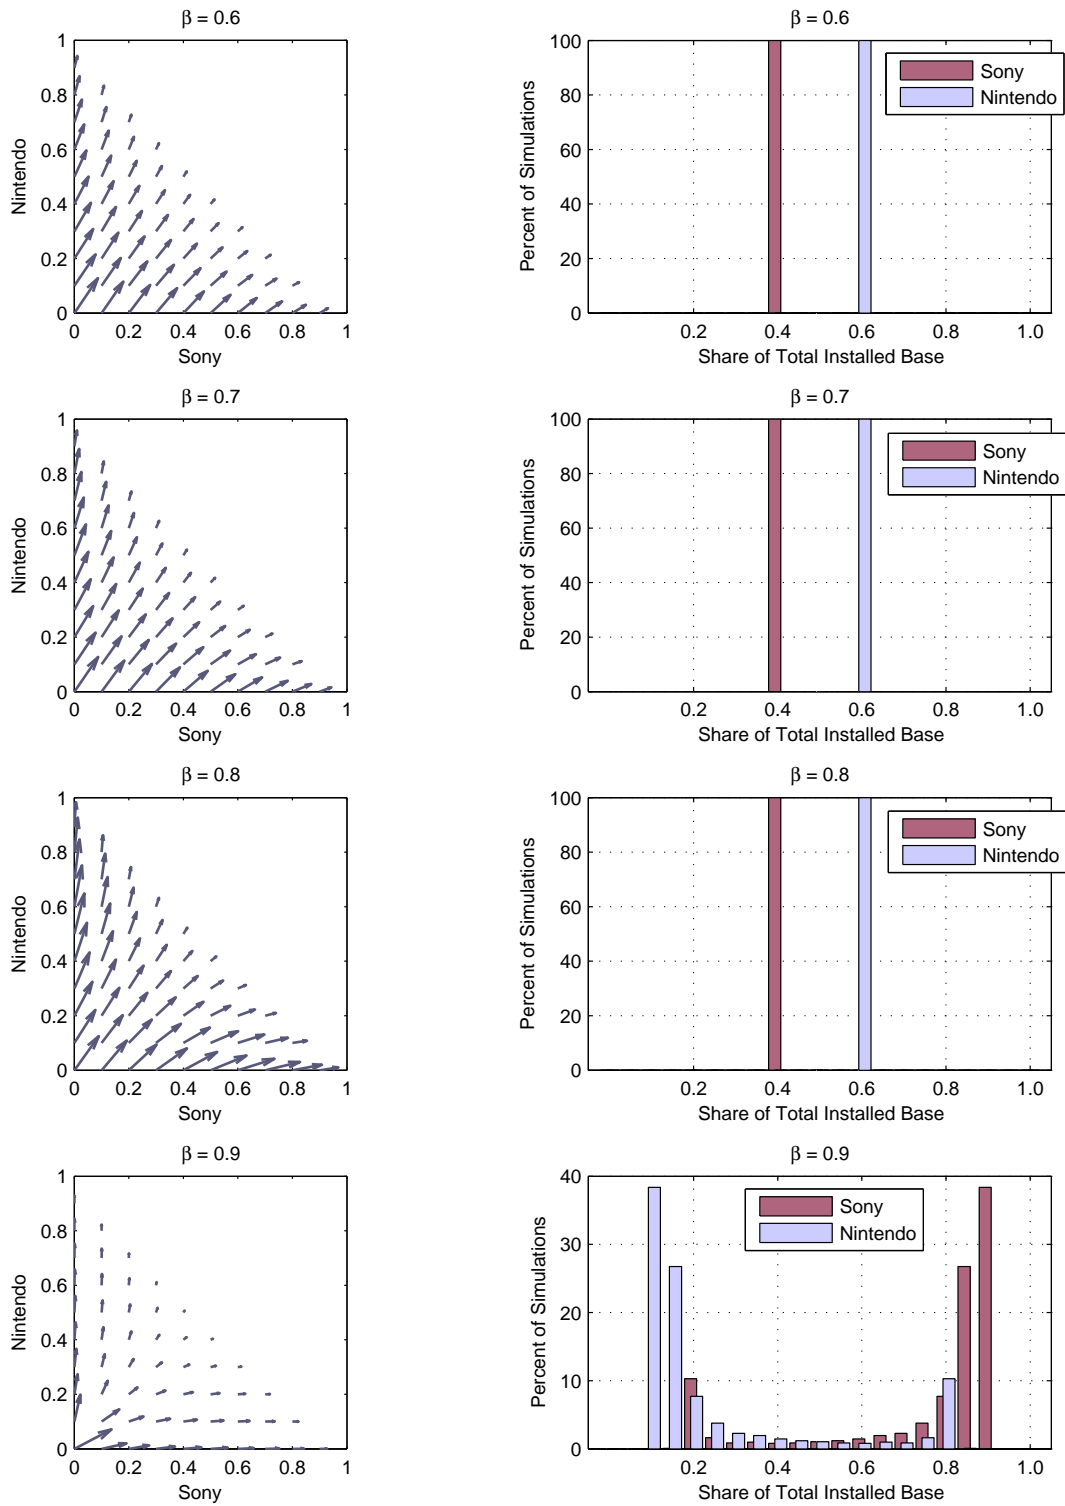 β = 0.6
1
0.8
0.6
0.4
0.2
0
Nintendo
0 0.2 0.4 0.6 0.8 1
Sony
β = 0.6
100
80
60
40
20
0
Percent of Simulations
Sony
Nintendo
0.2 0.4 0.6 0.8 1.0
Share of Total Installed Base
β = 0.7
1
0.8
0.6
0.4
0.2
0
Nintendo
0 0.2 0.4 0.6 0.8 1
Sony
β = 0.7
100
80
60
40
20
0
Percent of Simulations
Sony
Nintendo
0.2 0.4 0.6 0.8 1.0
Share of Total Installed Base
β = 0.8
1
0.8
0.6
0.4
0.2
0
Nintendo
0 0.2 0.4 0.6 0.8 1
Sony
β = 0.8
100
80
60
40
20
0
Percent of Simulations
Sony
Nintendo
0.2 0.4 0.6 0.8 1.0
Share of Total Installed Base
β = 0.9
1
0.8
0.6
0.4
0.2
0
Nintendo
0 0.2 0.4 0.6 0.8 1
Sony
β = 0.9
40
30
20
10
0
Percent of Simulations
Sony
Nintendo
0.2 0.4 0.6 0.8 1.0
Share of Total Installed Base